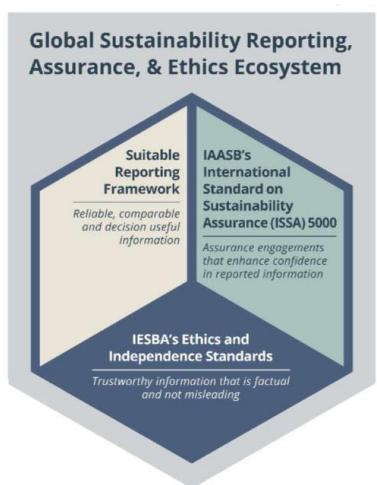 Global Sustainability Reporting,
Assurance, & Ethics Ecosystem
Suitable
Reporting
Framework
Reliable, comparable
and decision useful
information
IAASB's
International
Standard on
Sustainability
Assurance (ISSA) 5000
Assurance engagements
that enhance confidence
in reported information
IESBA's Ethics and
Independence Standards
Trustworthy information that is factual
and not misleading